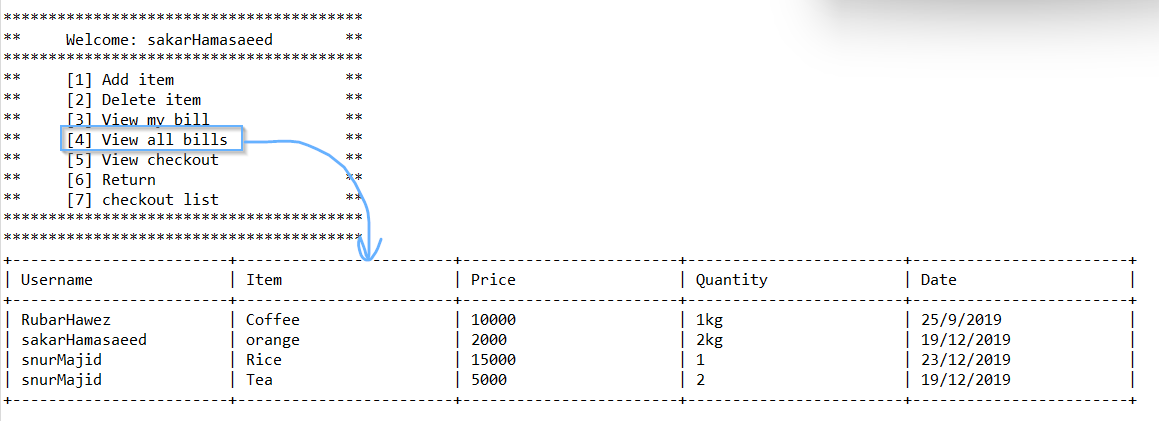 ****************************************
**     Welcome: sakarHamasaeed        **
****************************************
**     [1] Add item                   **
**     [2] Delete item                **
**     [3] View my bill               **
**     [4] View all bills             **
**     [5] View checkout              **
**     [6] Return                     **
**     [7] checkout list              **
****************************************
****************************************
+------------------------+------------------------+------------------------+------------------------+------------------------+
| Username               | Item                   | Price                  | Quantity               | Date                   |
+------------------------+------------------------+------------------------+------------------------+------------------------+
| RubarHawez             | Coffee                 | 10000                  | 1kg                    | 25/9/2019              |
| sakarHamasaeed         | orange                 | 2000                   | 2kg                    | 19/12/2019             |
| snurMajid              | Rice                   | 15000                  | 1                      | 23/12/2019             |
| snurMajid              | Tea                    | 5000                   | 2                      | 19/12/2019             |
+------------------------+------------------------+------------------------+------------------------+------------------------+